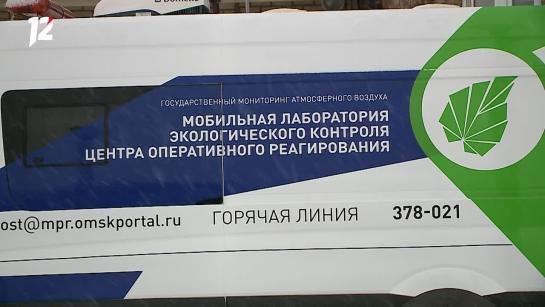 12
ГОСУДАРСТВЕННЫЙ МОНИТОРИНГ АТМОСФЕРНОГО ВОЗДУХА
МОБИЛЬНАЯ ЛАБОРАТОРИЯ
ЭКОЛОГИЧЕСКОГО КОНТРОЛЯ
ЦЕНТРА ОПЕРАТИВНОГО РЕАГИРОВАНИЯ
ost@mpr.omskportal.ru ГОРЯЧАЯ ЛИНИЯ 378-021